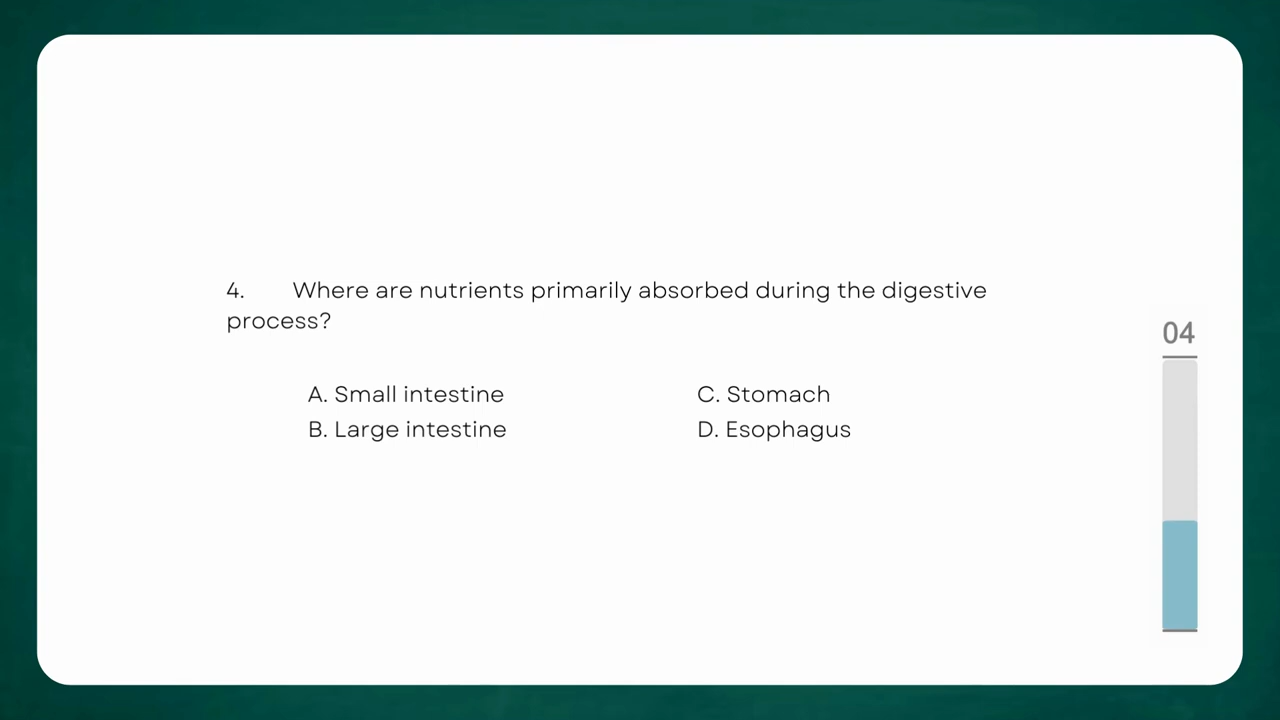 4. Where are nutrients primarily absorbed during the digestive
process?
A. Small intestine
B. Large intestine
C. Stomach
D. Esophagus
04